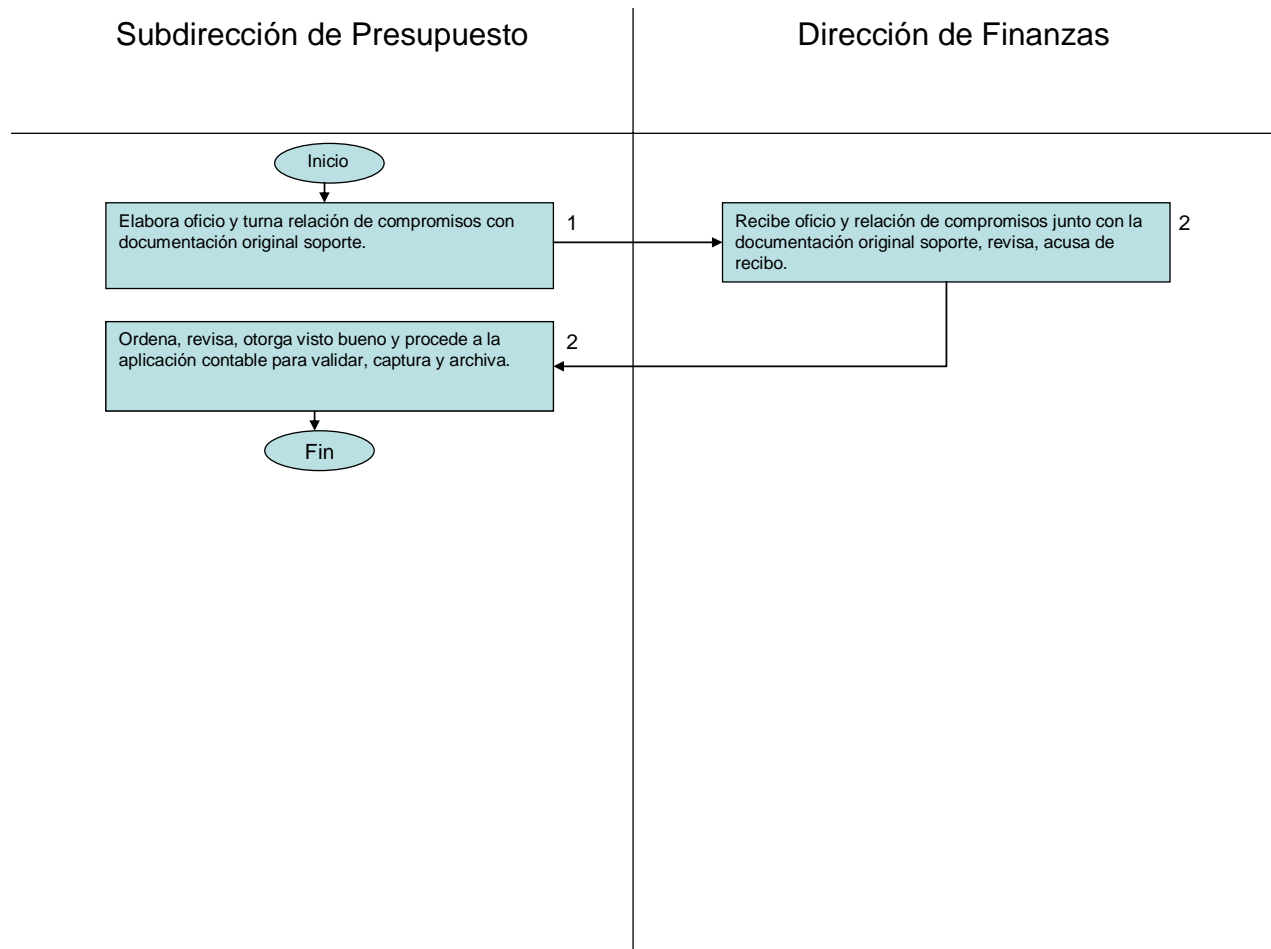 Subdirección de Presupuesto
Dirección de Finanzas
Inicio
Elabora oficio y turna relación de compromisos con
documentación original soporte.
1
Recibe oficio y relación de compromisos junto con la
documentación original soporte, revisa, acusa de
recibo.
2
Ordena, revisa, otorga visto bueno y procede a la
aplicación contable para validar, captura y archiva.
2
Fin